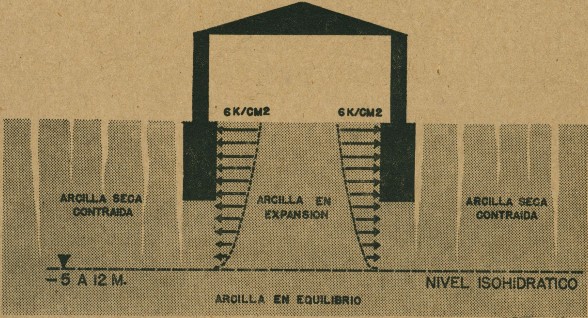 6 K/CM2
6 K/CM2
ARCILLA SECA
CONTRAIDA
ARCILLA EN
EXPANSION
ARCILLA SECA
CONTRAIDA
-5 A 12 M.
NIVEL ISOHIDRATICO
ARCILLA EN EQUILIBRIO